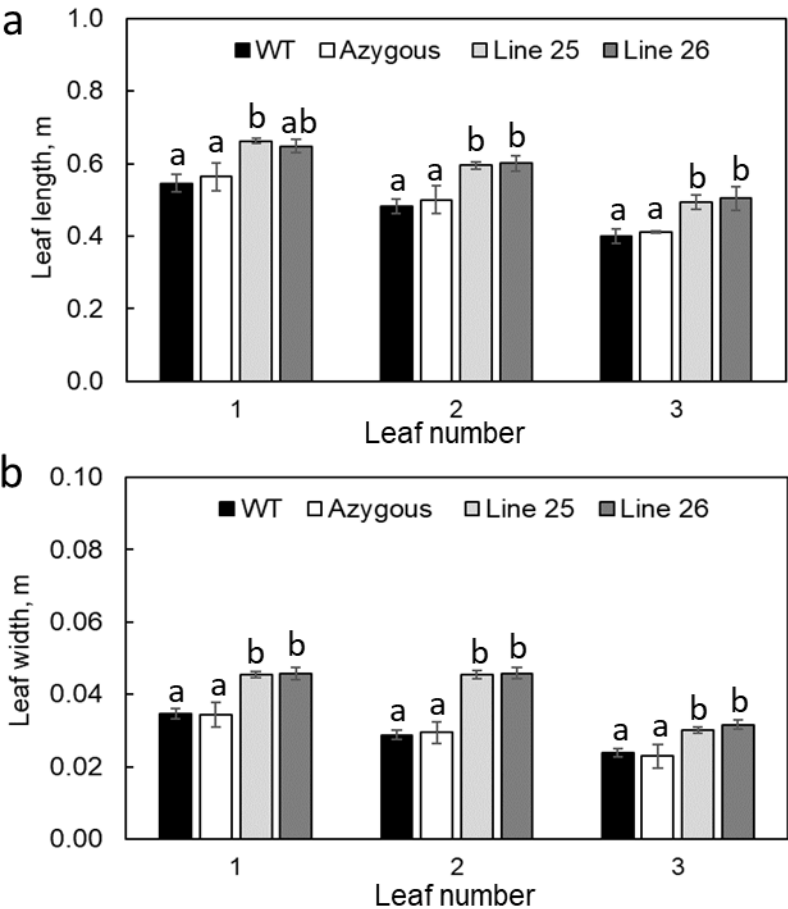 a
1.0
WT Azygous Line 25 Line 26
0.8
a a b ab
a a b b
a a b b
0.6
0.4
0.2
0.0
Leaf length, m
1 2 3
Leaf number
b
0.10
WT Azygous Line 25 Line 26
0.08
0.06
a a b b
a a b b
a a b b
0.04
0.02
0.00
Leaf width, m
1 2 3
Leaf number